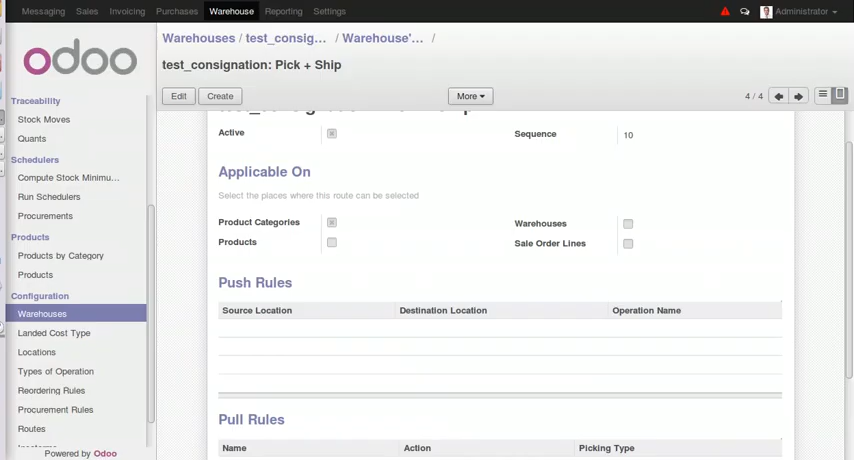 Messaging Sales Invoicing Purchases Warehouse Reporting Settings Administrator
odoo
Warehouses / test_consig... / Warehouse'... /
test_consignation: Pick + Ship
Edit Create More 4 / 4
Traceability
Stock Moves
Quants
Schedulers
Compute Stock Minimu...
Run Schedulers
Procurements
Products
Products by Category
Products
Configuration
Warehouses
Landed Cost Type
Locations
Types of Operation
Reordering Rules
Procurement Rules
Routes
Powered by Odoo
Active Sequence 10
Applicable On
Select the places where this route can be selected
Product Categories Warehouses
Products Sale Order Lines
Push Rules
Source Location Destination Location Operation Name
Pull Rules
Name Action Picking Type